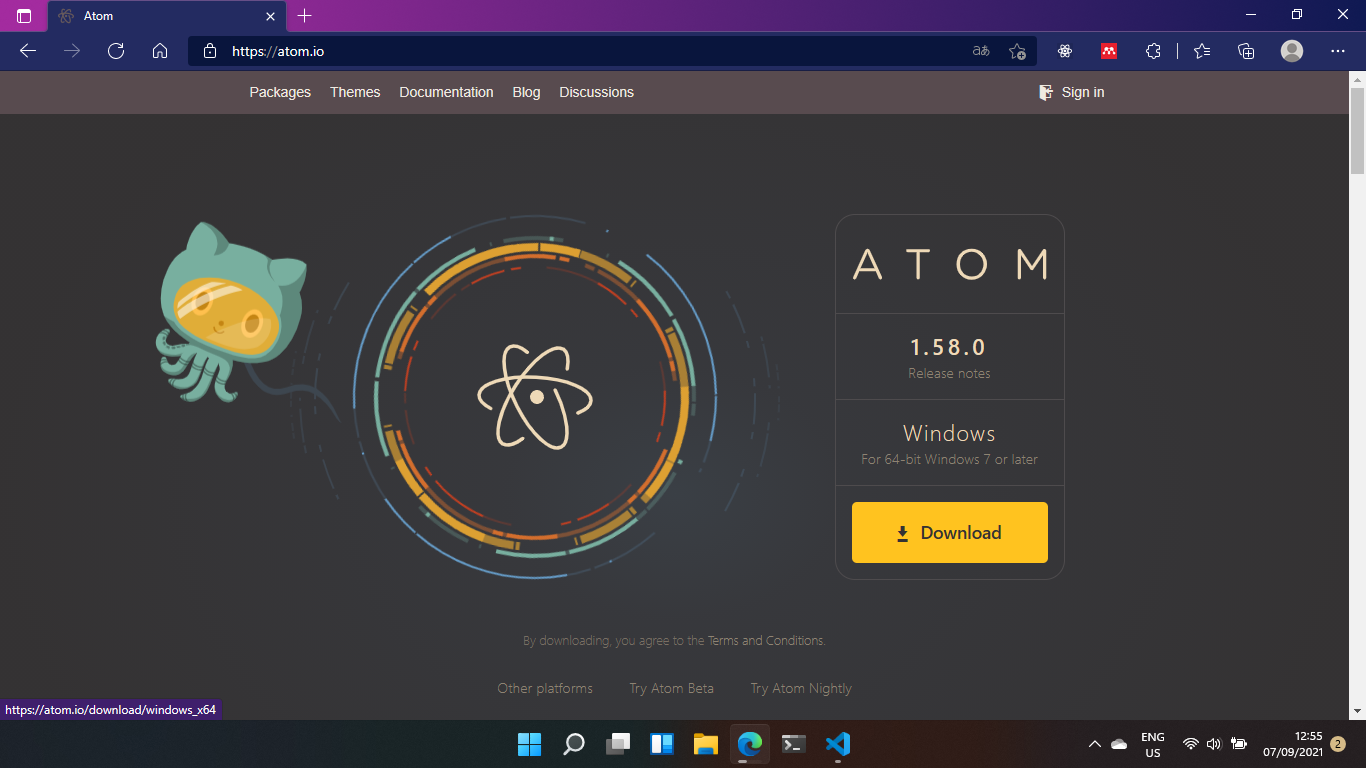 Atom
https://atom.io
aあ
Packages Themes Documentation Blog Discussions Sign in
ATOM
1.58.0
Release notes
Windows
For 64-bit Windows 7 or later
Download
By downloading, you agree to the Terms and Conditions.
Other platforms Try Atom Beta Try Atom Nightly
https://atom.io/download/windows_x64
ENG
US
12:55
07/09/2021
2